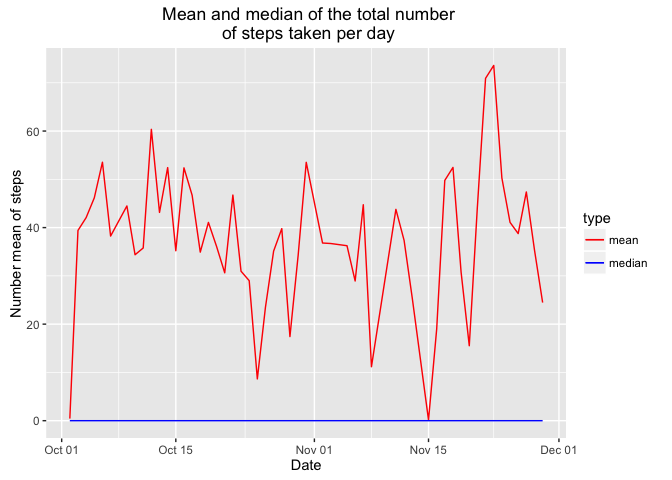 Mean and median of the total number
of steps taken per day
Number mean of steps
60
40
20
0
Oct 01
Oct 15
Nov 01
Nov 15
Dec 01
Date
type
mean
median